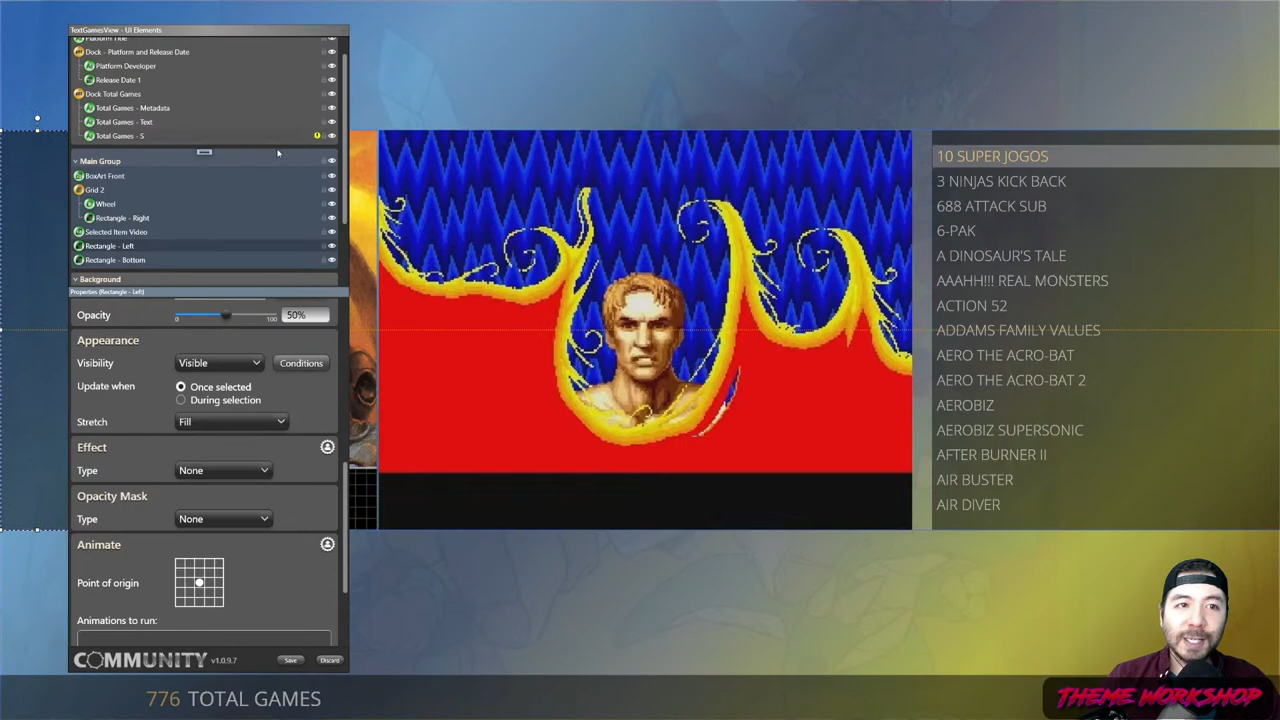 TextGamesView - UI Elements
Platform Title
Dock - Platform and Release Date
Platform Developer
Release Date 1
Dock Total Games
Total Games - Metadata
Total Games - Text
Total Games - S
Main Group
BoxArt Front
Grid 2
Wheel
Rectangle - Right
Selected Item Video
Rectangle - Left
Rectangle - Bottom
Background
Properties (Rectangle - Left)
Opacity
0
100
50%
Appearance
Visibility
Visible
Conditions
Update when
Once selected
During selection
Stretch
Fill
Effect
Type
None
Opacity Mask
Type
None
Animate
Point of origin
Animations to run:
COMMUNITY v1.0.9.7
Save
Discard
10 SUPER JOGOS
3 NINJAS KICK BACK
688 ATTACK SUB
6-PAK
A DINOSAUR'S TALE
AAAHH!!! REAL MONSTERS
ACTION 52
ADDAMS FAMILY VALUES
AERO THE ACRO-BAT
AERO THE ACRO-BAT 2
AEROBIZ
AEROBIZ SUPERSONIC
AFTER BURNER II
AIR BUSTER
AIR DIVER
776 TOTAL GAMES
THEME WORKSHOP